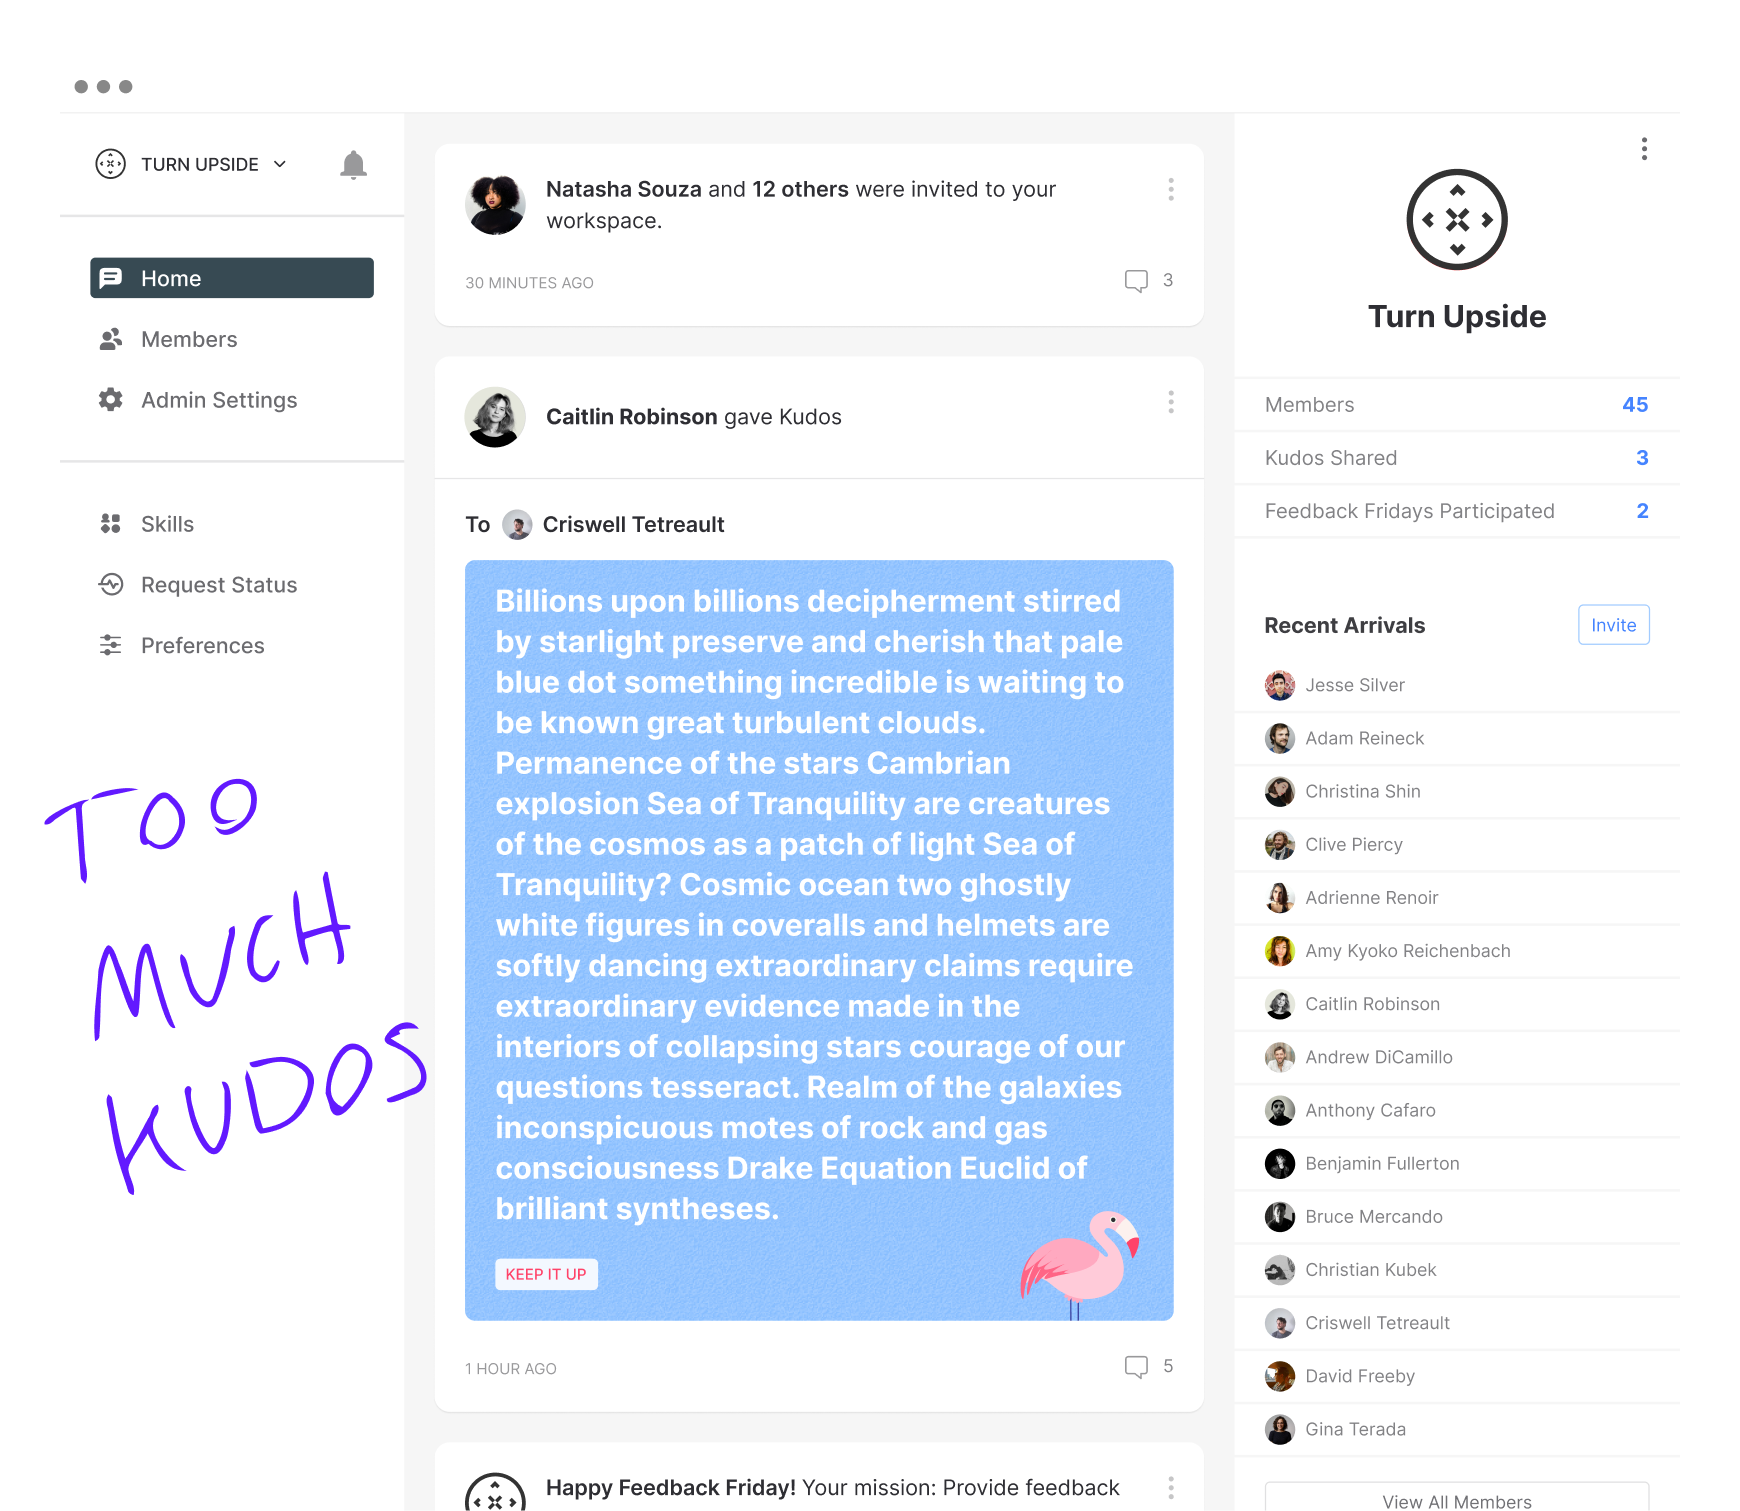 TURN UPSIDE
Home
Members
Admin Settings
Skills
Request Status
Preferences
TOO
MUCH
KUDOS
Natasha Souza and 12 others were invited to your
workspace.
30 MINUTES AGO
3
Caitlin Robinson gave Kudos
To Criswell Tetreault
Billions upon billions decipherment stirred
by starlight preserve and cherish that pale
blue dot something incredible is waiting to
be known great turbulent clouds.
Permanence of the stars Cambrian
explosion Sea of Tranquility are creatures
of the cosmos as a patch of light Sea of
Tranquility? Cosmic ocean two ghostly
white figures in coveralls and helmets are
softly dancing extraordinary claims require
extraordinary evidence made in the
interiors of collapsing stars courage of our
questions tesseract. Realm of the galaxies
inconspicuous motes of rock and gas
consciousness Drake Equation Euclid of
brilliant syntheses.
KEEP IT UP
1 HOUR AGO
5
Happy Feedback Friday! Your mission: Provide feedback
Turn Upside
Members 45
Kudos Shared 3
Feedback Fridays Participated 2
Recent Arrivals
Invite
Jesse Silver
Adam Reineck
Christina Shin
Clive Piercy
Adrienne Renoir
Amy Kyoko Reichenbach
Caitlin Robinson
Andrew DiCamillo
Anthony Cafaro
Benjamin Fullerton
Bruce Mercando
Christian Kubek
Criswell Tetreault
David Freeby
Gina Terada
View All Members